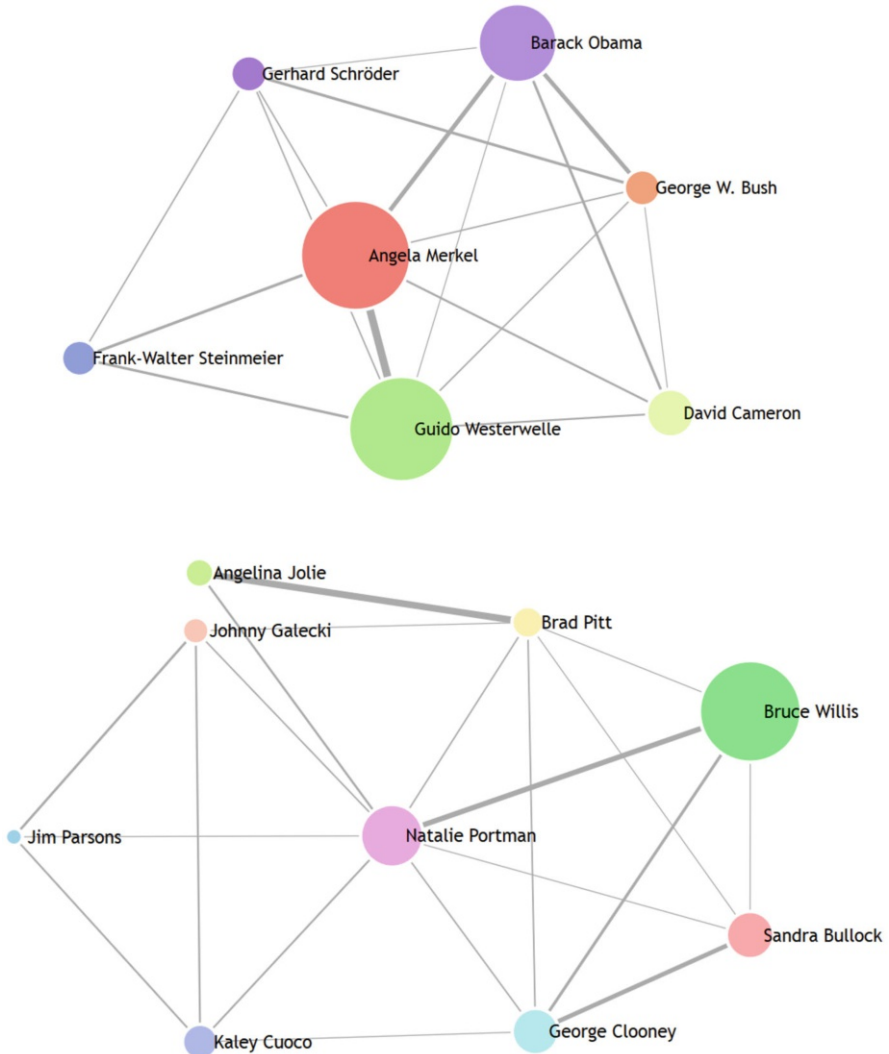 Barack Obama
Gerhard Schröder
George W. Bush
Angela Merkel
Frank-Walter Steinmeier
David Cameron
Guido Westerwelle
Angelina Jolie
Brad Pitt
Johnny Galecki
Bruce Willis
Natalie Portman
Jim Parsons
Sandra Bullock
George Clooney
Kaley Cuoco